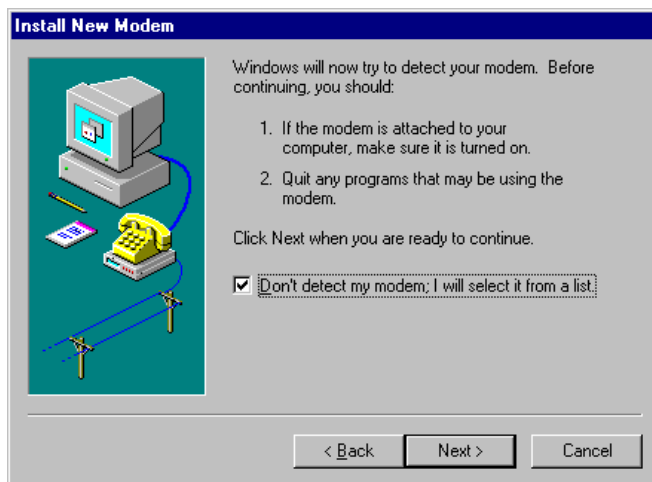 Install New Modem
Windows will now try to detect your modem. Before
continuing, you should:
1. If the modem is attached to your
computer, make sure it is turned on.
2. Quit any programs that may be using the
modem.
Click Next when you are ready to continue.
Don't detect my modem; I will select it from a list.
< Back
Next >
Cancel